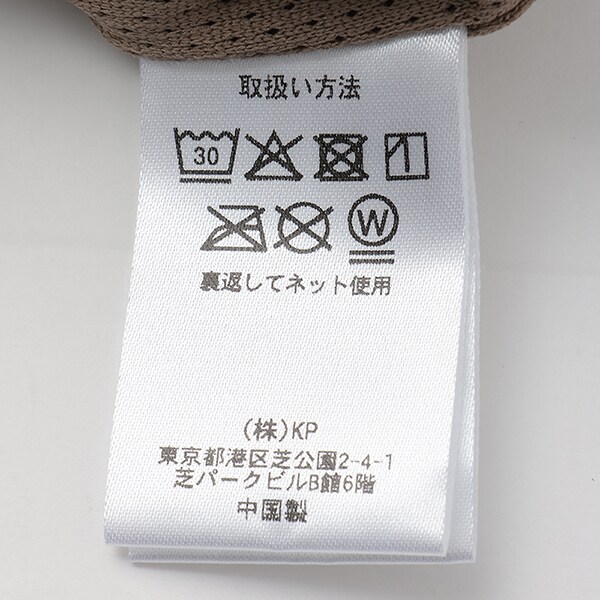 取扱い方法
30
W
裏返してネット使用
(株)KP
東京都港区芝公園2-4-1
芝パークビルB館6階
中国製